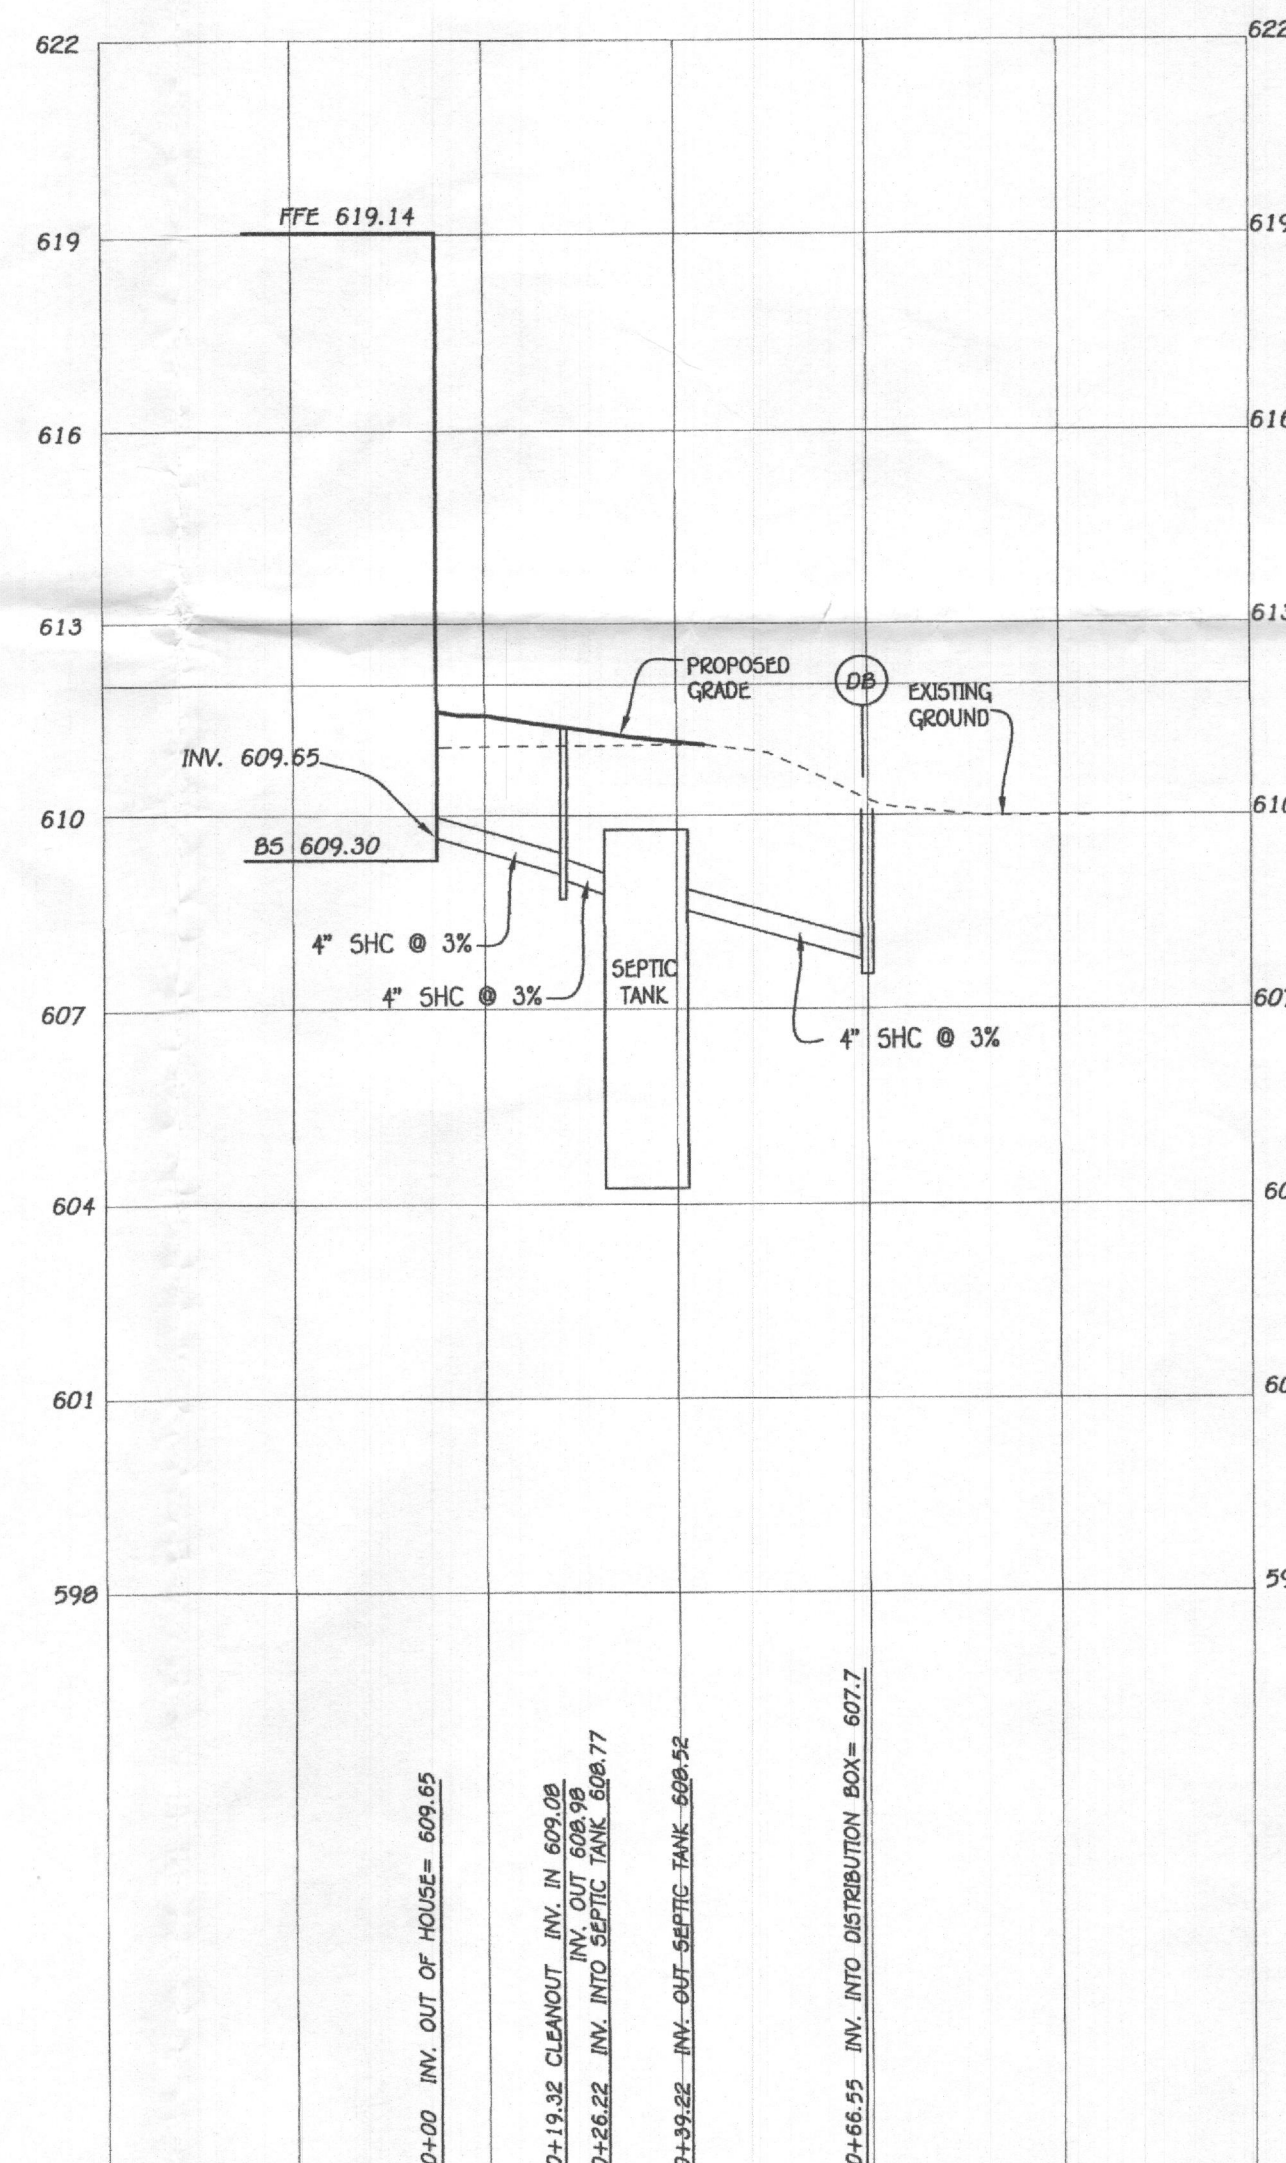 622
622
FFE 619.14
619
619
616
616
613
613
PROPOSED
GRADE
DB
EXISTING
GROUND
INV. 609.65
610
BS 609.30
4" SHC @ 3%
SEPTIC
TANK
4" SHC @ 3%
607
4" SHC @ 3%
604
601
598
0+00 INV. OUT OF HOUSE= 609.65
0+19.32 CLEANOUT INV. IN 609.08
INV. OUT 608.98
0+26.22 INV. INTO SEPTIC TANK 608.77
0+39.22 INV. OUT SEPTIC TANK 608.52
0+66.55 INV. INTO DISTRIBUTION BOX= 607.7